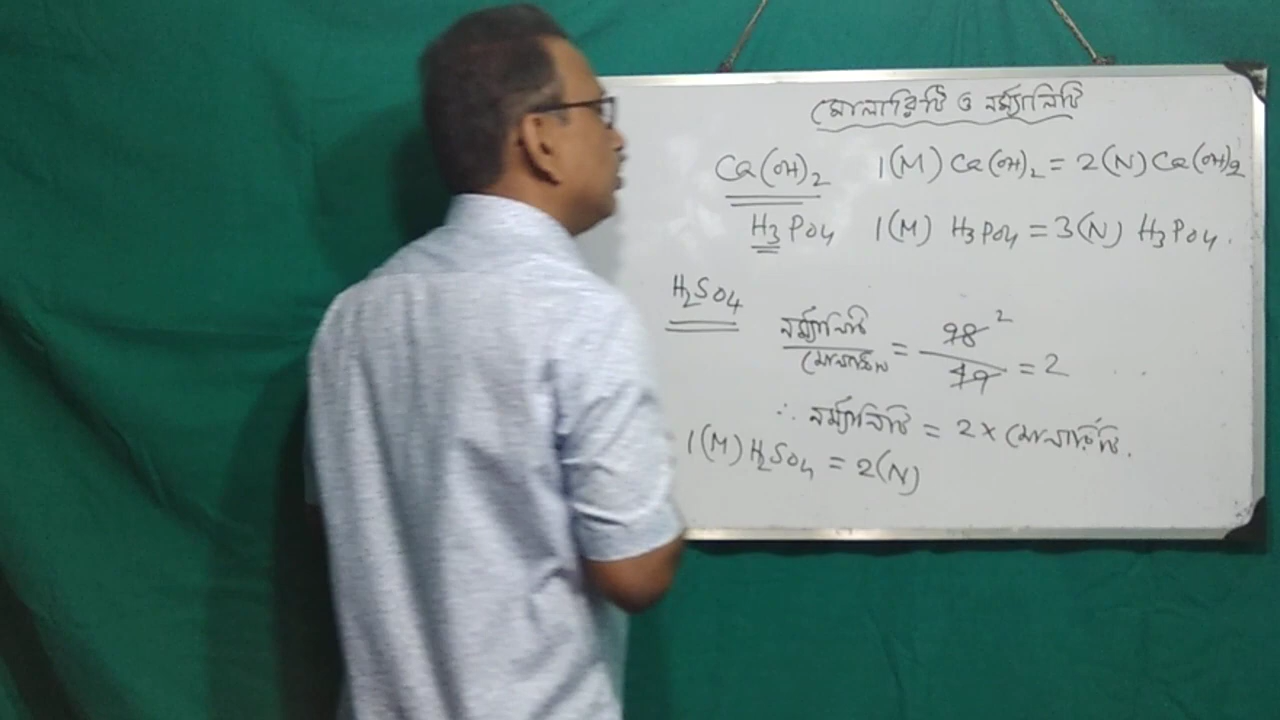 মোলারিটি ও নর্ম্যালিটি
Ca(OH)2 1(M) Ca(OH)2 = 2(N) Ca(OH)2
H3PO4 1(M) H3PO4 = 3(N) H3PO4.
H2SO4
নর্ম্যালিটি / মোলারিটি = 98 / 49 2 = 2
∴ নর্ম্যালিটি = 2 × মোলারিটি.
1(M) H2SO4 = 2(N)